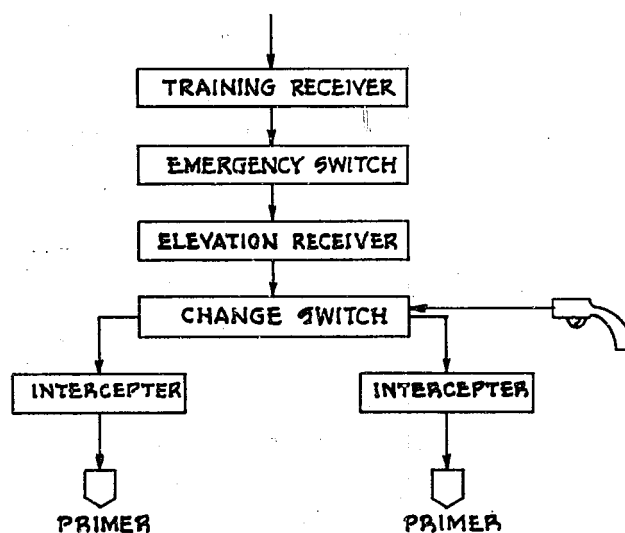 TRAINING RECEIVER
EMERGENCY SWITCH
ELEVATION RECEIVER
CHANGE SWITCH
INTERCEPTER
INTERCEPTER
PRIMER
PRIMER